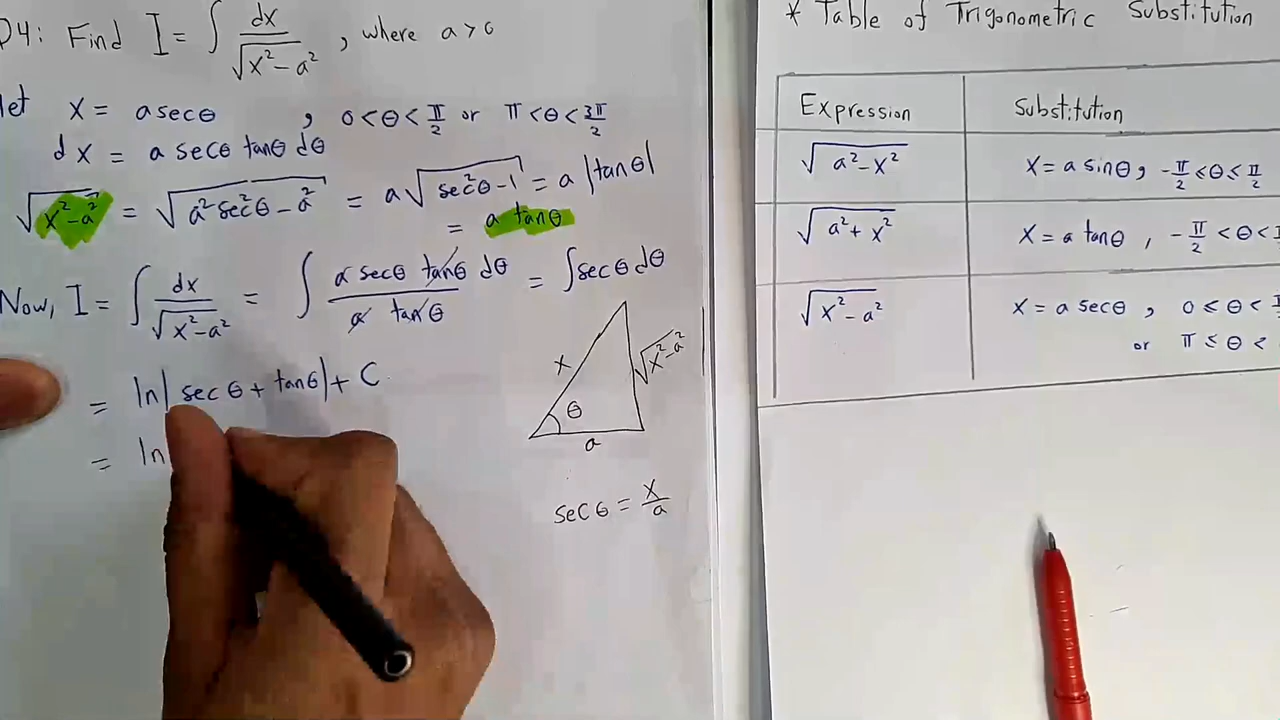 Q4: Find I = ∫ dx / √(x² − a²) , where a > 0
let x = a secθ , 0 < θ < π/2 or π < θ < 3π/2
dx = a secθ tanθ dθ
√(x² − a²) = √(a² sec²θ − a²) = a √(sec²θ − 1) = a |tanθ|
= a tanθ
Now, I = ∫ dx / √(x² − a²) = ∫ a secθ tanθ dθ / a tanθ = ∫ secθ dθ
= ln| secθ + tanθ| + C
= ln
x
√(x² − a²)
θ
a
secθ = x/a
* Table of Trigonometric Substitution
Expression Substitution
√(a² − x²) x = a sinθ, −π/2 < θ < π/2
√(a² + x²) x = a tanθ , −π/2 < θ <
√(x² − a²) x = a secθ , 0 ≤ θ <
or π ≤ θ <